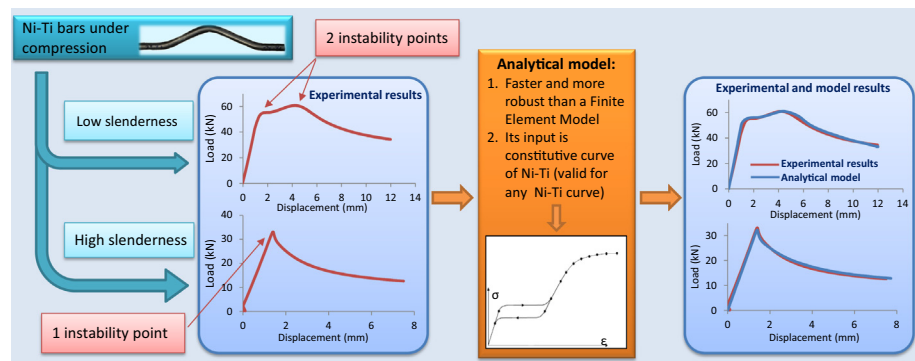 Ni-Ti bars under
compression
2 instability points
Low slenderness
High slenderness
1 instability point
Experimental results
Load (kN)
80
60
40
20
0
0 2 4 6 8 10 12 14
Displacement (mm)
Load (kN)
40
30
20
10
0
0 2 4 6 8
Displacement (mm)
Analytical model:
1. Faster and more
robust than a Finite
Element Model
2. Its input is
constitutive curve
of Ni-Ti (valid for
any Ni-Ti curve)
σ
ξ
Experimental and model results
Load (kN)
80
60
40
20
0
Experimental results
Analytical model
0 2 4 6 8 10 12 14
Displacement (mm)
Load (kN)
40
30
20
10
0
0 2 4 6 8
Displacement (mm)